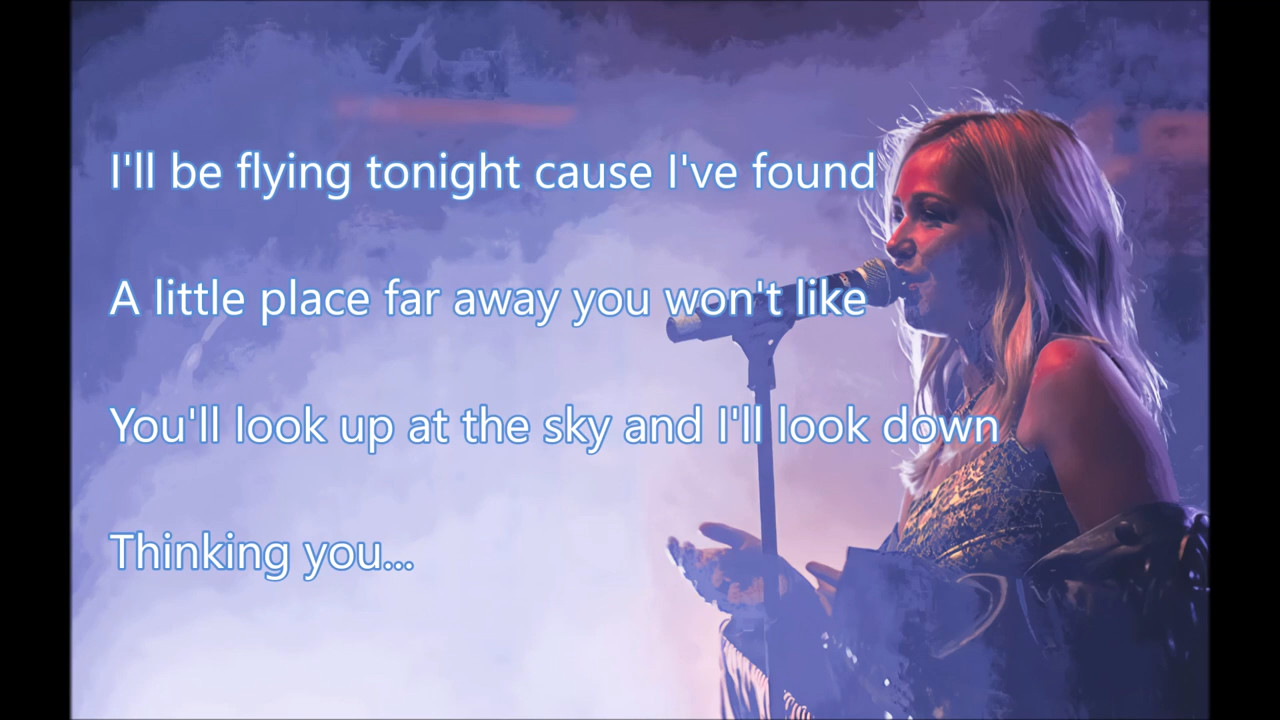 I'll be flying tonight cause I've found
A little place far away you won't like
You'll look up at the sky and I'll look down
Thinking you...